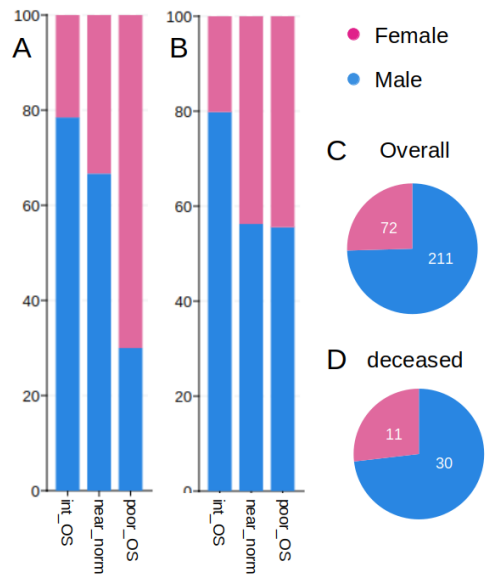 A
100
80
60
40
20
0
int_OS
near_norm
poor_OS
B
100
80
60
40
20
0
int_OS
near_norm
poor_OS
Female
Male
C Overall
72
211
D deceased
11
30